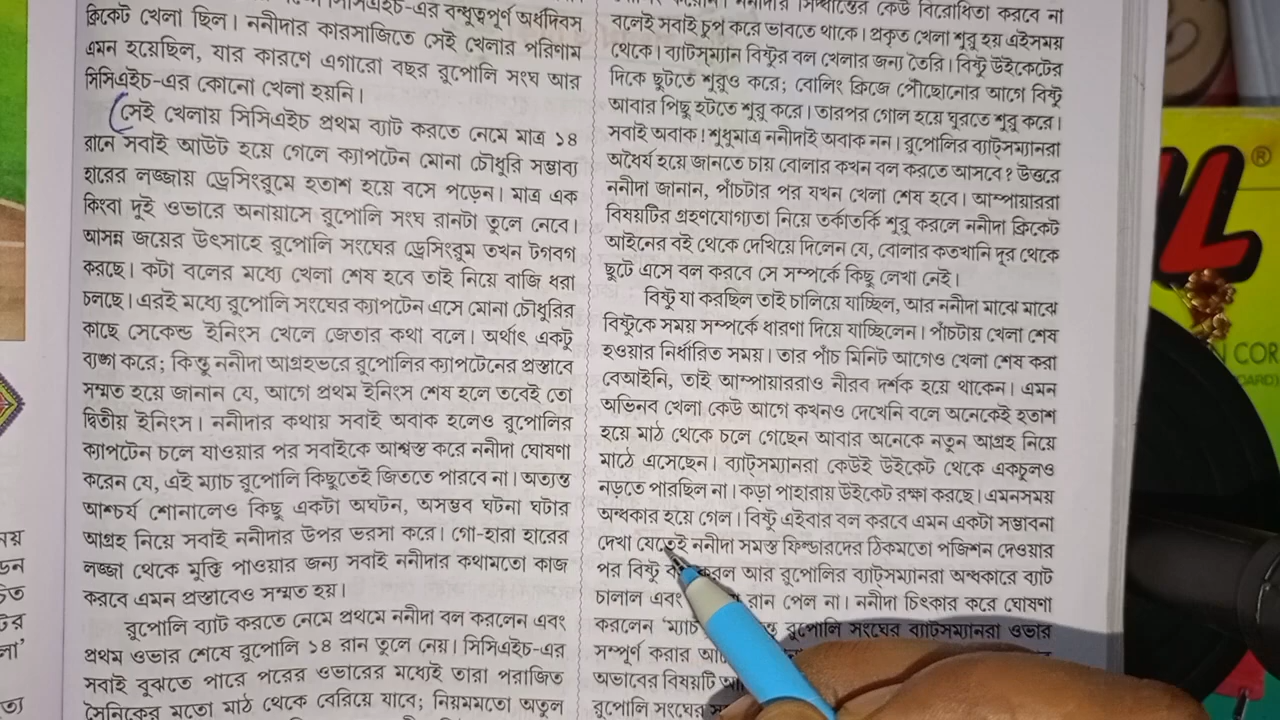 সিসিএইচ-এর বন্ধুত্বপূর্ণ অর্ধদিবস
ক্রিকেট খেলা ছিল। ননীদার কারসাজিতে সেই খেলার পরিণাম
এমন হয়েছিল, যার কারণে এগারো বছর রুপোলি সংঘ আর
সিসিএইচ-এর কোনো খেলা হয়নি।
সেই খেলায় সিসিএইচ প্রথম ব্যাট করতে নেমে মাত্র ১৪
রানে সবাই আউট হয়ে গেলে ক্যাপটেন মোনা চৌধুরি সম্ভাব্য
হারের লজ্জায় ড্রেসিংরুমে হতাশ হয়ে বসে পড়েন। মাত্র এক
কিংবা দুই ওভারে অনায়াসে রুপোলি সংঘ রানটা তুলে নেবে।
আসন্ন জয়ের উৎসাহে রুপোলি সংঘের ড্রেসিংরুম তখন টগবগ
করছে। কটা বলের মধ্যে খেলা শেষ হবে তাই নিয়ে বাজি ধরা
চলছে। এরই মধ্যে রুপোলি সংঘের ক্যাপটেন এসে মোনা চৌধুরির
কাছে সেকেন্ড ইনিংস খেলে জেতার কথা বলে। অর্থাৎ একটু
ব্যঙ্গ করে; কিন্তু ননীদা আগ্রহভরে রুপোলির ক্যাপটেনের প্রস্তাবে
সম্মত হয়ে জানান যে, আগে প্রথম ইনিংস শেষ হলে তবেই তো
দ্বিতীয় ইনিংস। ননীদার কথায় সবাই অবাক হলেও রুপোলির
ক্যাপটেন চলে যাওয়ার পর সবাইকে আশ্বস্ত করে ননীদা ঘোষণা
করেন যে, এই ম্যাচ রুপোলি কিছুতেই জিততে পারবে না। অত্যন্ত
আশ্চর্য শোনালেও কিছু একটা অঘটন, অসম্ভব ঘটনা ঘটার
আগ্রহ নিয়ে সবাই ননীদার উপর ভরসা করে। গো-হারা হারের
লজ্জা থেকে মুক্তি পাওয়ার জন্য সবাই ননীদার কথামতো কাজ
করবে এমন প্রস্তাবেও সম্মত হয়।
রুপোলি ব্যাট করতে নেমে প্রথমে ননীদা বল করলেন এবং
প্রথম ওভার শেষে রুপোলি ১৪ রান তুলে নেয়। সিসিএইচ-এর
সবাই বুঝতে পারে পরের ওভারের মধ্যেই তারা পরাজিত
সৈনিকের মতো মাঠ থেকে বেরিয়ে যাবে; নিয়মমতো অতুল
কেউ বিরোধিতা করবে না
বলেই সবাই চুপ করে ভাবতে থাকে। প্রকৃত খেলা শুরু হয় এইসময়
থেকে। ব্যাটসম্যান বিষ্টুর বল খেলার জন্য তৈরি। বিষ্টু উইকেটের
দিকে ছুটতে শুরুও করে; বোলিং ক্রিজে পৌঁছোনোর আগে বিষ্টু
আবার পিছু হটতে শুরু করে। তারপর গোল হয়ে ঘুরতে শুরু করে।
সবাই অবাক। শুধুমাত্র ননীদাই অবাক নন। রুপোলির ব্যাট্সম্যানরা
অধৈর্য হয়ে জানতে চায় বোলার কখন বল করতে আসবে? উত্তরে
ননীদা জানান, পাঁচটার পর যখন খেলা শেষ হবে। আম্পায়াররা
বিষয়টির গ্রহণযোগ্যতা নিয়ে তর্কাতর্কি শুরু করলে ননীদা ক্রিকেট
আইনের বই থেকে দেখিয়ে দিলেন যে, বোলার কতখানি দূর থেকে
ছুটে এসে বল করবে সে সম্পর্কে কিছু লেখা নেই।
বিষ্টু যা করছিল তাই চালিয়ে যাচ্ছিল, আর ননীদা মাঝে মাঝে
বিষ্টুকে সময় সম্পর্কে ধারণা দিয়ে যাচ্ছিলেন। পাঁচটায় খেলা শেষ
হওয়ার নির্ধারিত সময়। তার পাঁচ মিনিট আগেও খেলা শেষ করা
বেআইনি, তাই আম্পায়াররাও নীরব দর্শক হয়ে থাকেন। এমন
অভিনব খেলা কেউ আগে কখনও দেখেনি বলে অনেকেই হতাশ
হয়ে মাঠ থেকে চলে গেছেন আবার অনেকে নতুন আগ্রহ নিয়ে
মাঠে এসেছেন। ব্যাট্সম্যানরা কেউই উইকেট থেকে একচুলও
নড়তে পারছিল না। কড়া পাহারায় উইকেট রক্ষা করছে। এমনসময়
অন্ধকার হয়ে গেল। বিষ্টু এইবার বল করবে এমন একটা সম্ভাবনা
দেখা যেতেই ননীদা সমস্ত ফিল্ডারদের ঠিকমতো পজিশন দেওয়ার
পর বিষ্টু করল আর রুপোলির ব্যাট্সম্যানরা অন্ধকারে ব্যাট
চালাল এবং রান পেল না। ননীদা চিৎকার করে ঘোষণা
করলেন 'ম্যাচ রুপোলি সংঘের ব্যাটসম্যানরা ওভার
সম্পূর্ণ করার
অভাবের বিষয়টি
রুপোলি সংঘের
L
®
N COR